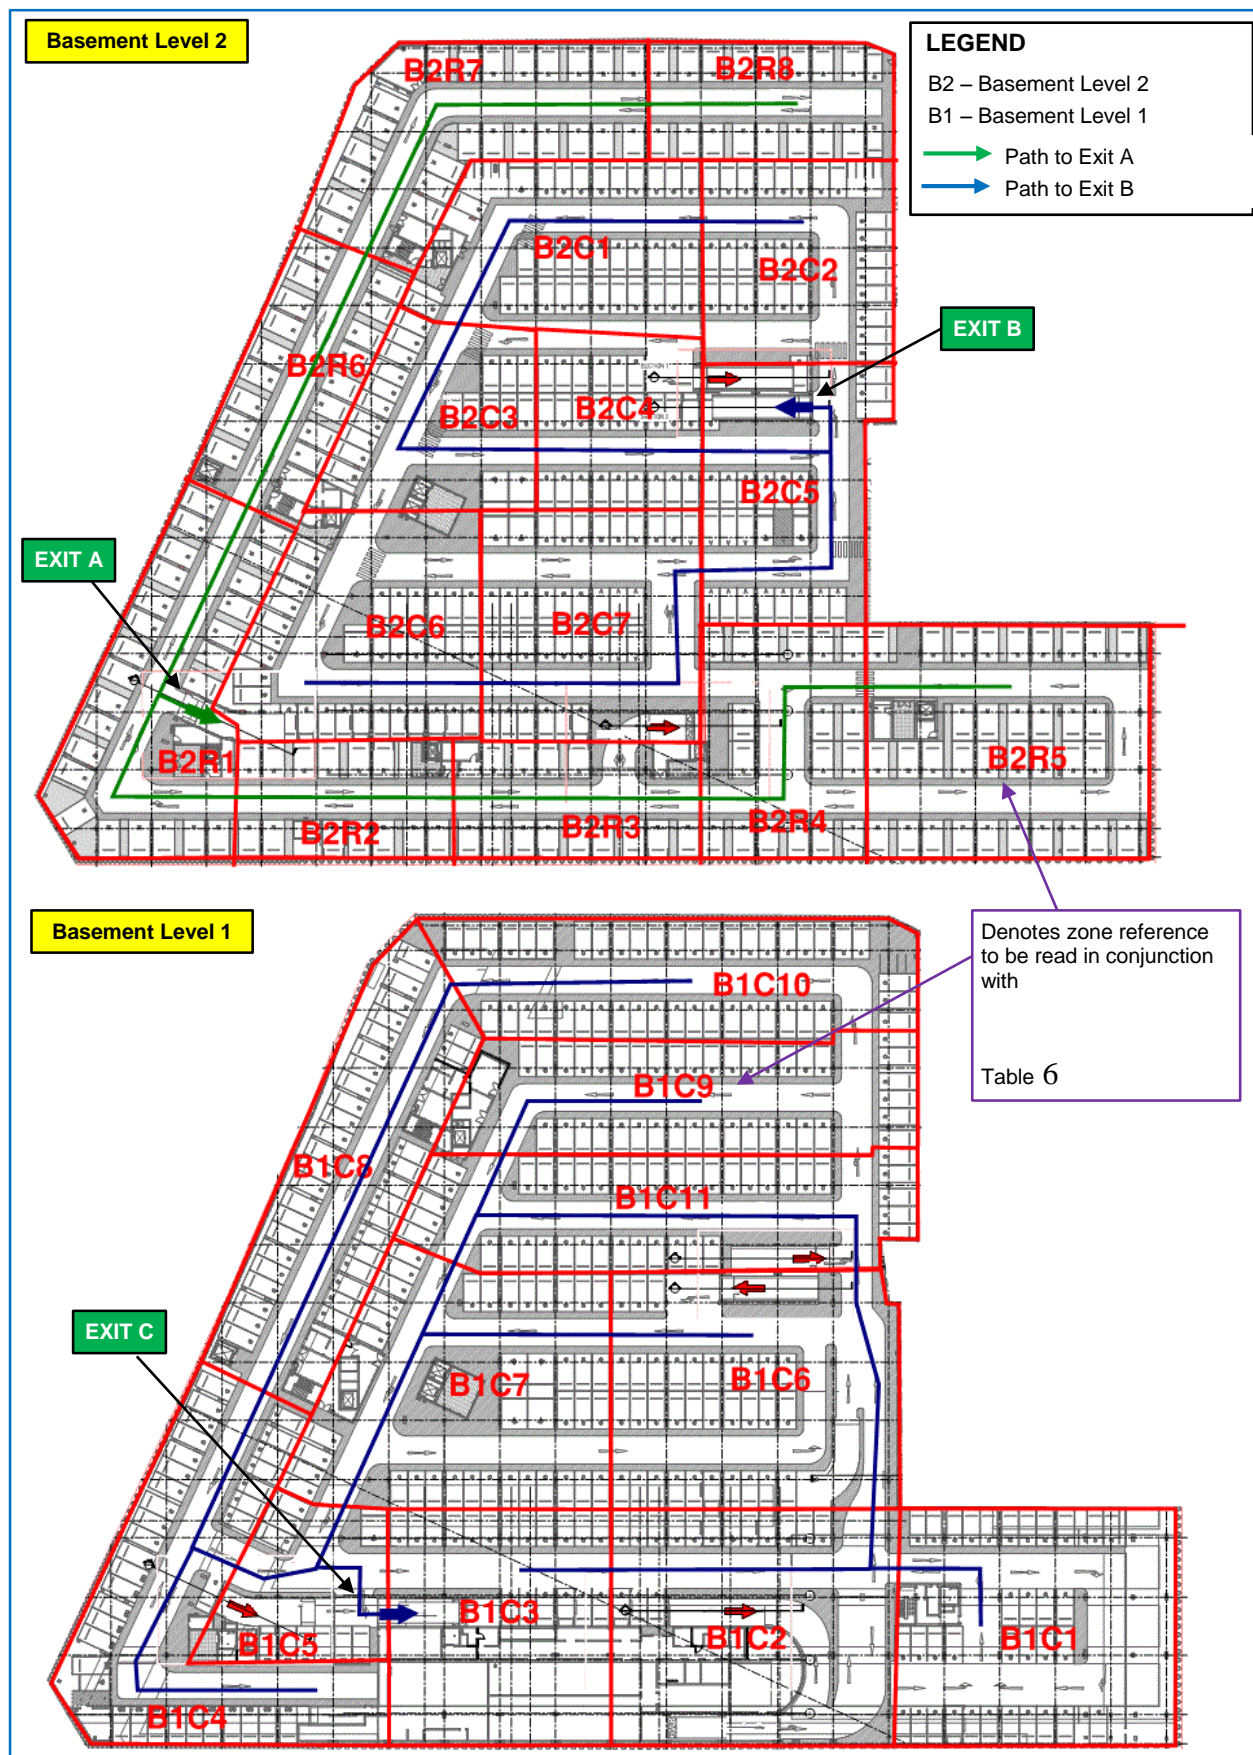 Basement Level 2
LEGEND
B2 – Basement Level 2
B1 – Basement Level 1
Path to Exit A
Path to Exit B
B2R7
B2R8
B2C1
B2C2
EXIT B
B2R6
B2C3
B2C4
B2C5
EXIT A
B2C6
B2C7
B2R1
B2R5
B2R2
B2R3
B2R4
Basement Level 1
Denotes zone reference
to be read in conjunction
with
Table 6
B1C10
B1C9
B1C8
B1C11
EXIT C
B1C7
B1C6
B1C3
B1C5
B1C2
B1C1
B1C4